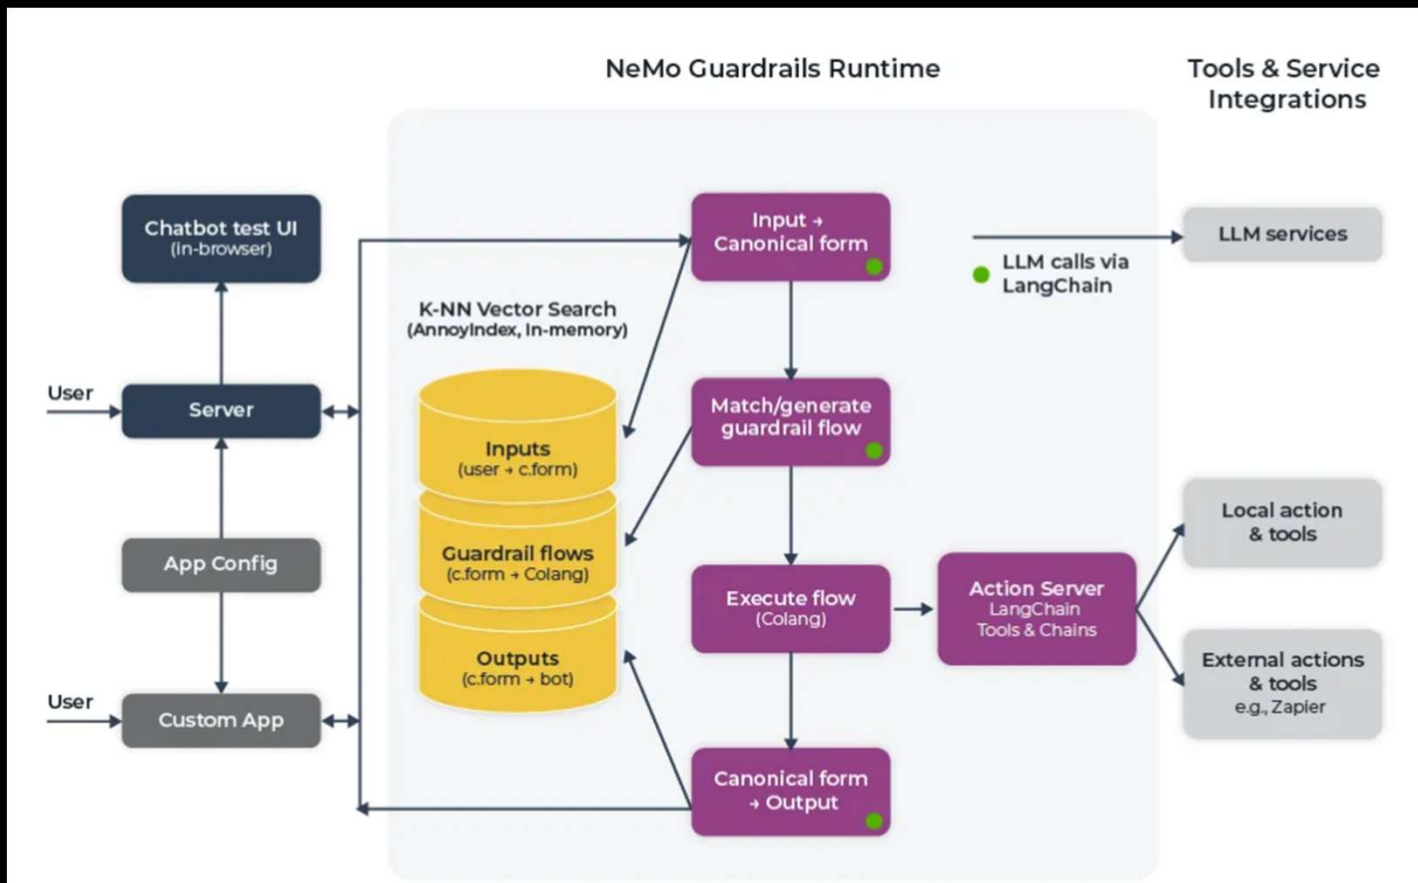 NeMo Guardrails Runtime
Tools & Service
Integrations
Chatbot test UI
(in-browser)
Input →
Canonical form
LLM services
LLM calls via
LangChain
K-NN Vector Search
(AnnoyIndex, In-memory)
User
Server
Match/generate
guardrail flow
Inputs
(user → c.form)
Local action
& tools
Guardrail flows
(c.form → Colang)
App Config
Execute flow
(Colang)
Action Server
LangChain
Tools & Chains
Outputs
(c.form → bot)
External actions
& tools
e.g., Zapier
User
Custom App
Canonical form
→ Output